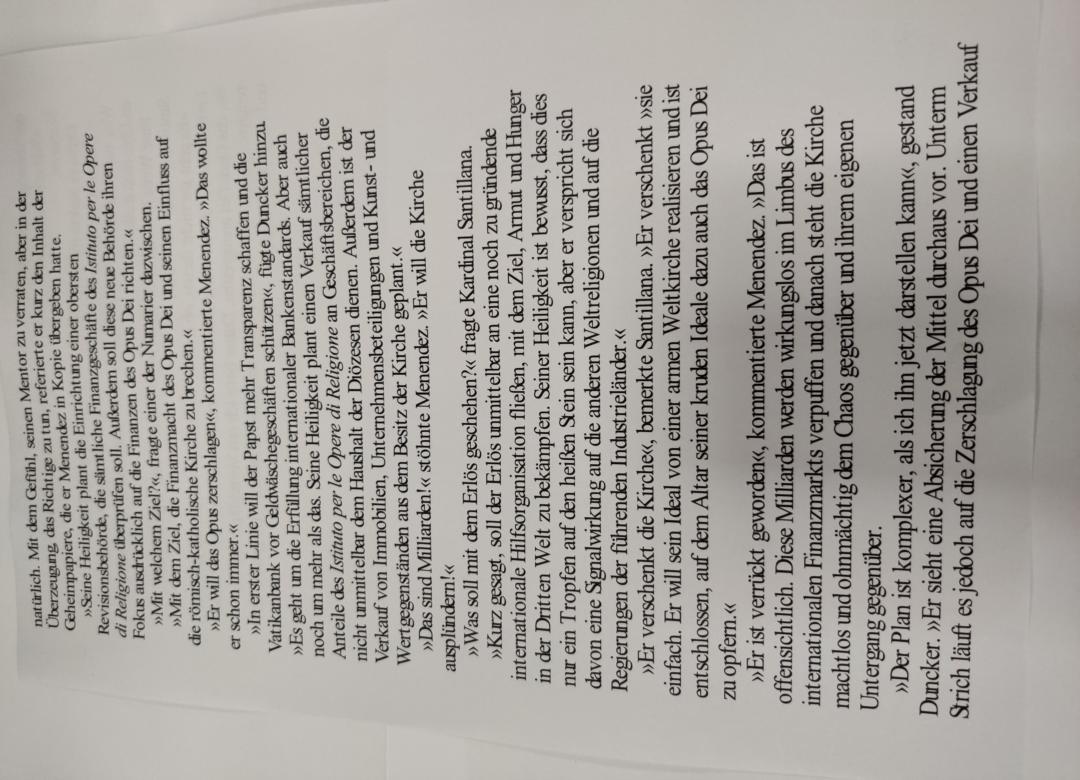 natürlich. Mit dem Gefühl, seinen Mentor zu verraten, aber in der
Überzeugung, das Richtige zu tun, referierte er kurz den Inhalt der
Geheimpapiere, die er Menendez in Kopie übergeben hatte.
»Seine Heiligkeit plant die Einrichtung einer obersten
Revisionsbehörde, die sämtliche Finanzgeschäfte des Istituto per le Opere
di Religione überprüfen soll. Außerdem soll diese neue Behörde ihren
Fokus ausdrücklich auf die Finanzen des Opus Dei richten.«
»Mit welchem Ziel?«, fragte einer der Numarier dazwischen.
»Mit dem Ziel, die Finanzmacht des Opus Dei und seinen Einfluss auf
die römisch-katholische Kirche zu brechen.«
»Er will das Opus zerschlagen«, kommentierte Menendez. »Das wollte
er schon immer.«
»In erster Linie will der Papst mehr Transparenz schaffen und die
Vatikanbank vor Geldwäschegeschäften schützen«, fügte Duncker hinzu.
»Es geht um die Erfüllung internationaler Bankenstandards. Aber auch
noch um mehr als das. Seine Heiligkeit plant einen Verkauf sämtlicher
Anteile des Istituto per le Opere di Religione an Geschäftsbereichen, die
nicht unmittelbar dem Haushalt der Diözesen dienen. Außerdem ist der
Verkauf von Immobilien, Unternehmensbeteiligungen und Kunst- und
Wertgegenständen aus dem Besitz der Kirche geplant.«
»Das sind Milliarden!« stöhnte Menendez. »Er will die Kirche
ausplündern!«
»Was soll mit dem Erlös geschehen?« fragte Kardinal Santillana.
»Kurz gesagt, soll der Erlös unmittelbar an eine noch zu gründende
internationale Hilfsorganisation fließen, mit dem Ziel, Armut und Hunger
in der Dritten Welt zu bekämpfen. Seiner Heiligkeit ist bewusst, dass dies
nur ein Tropfen auf den heißen Stein sein kann, aber er verspricht sich
davon eine Signalwirkung auf die anderen Weltreligionen und auf die
Regierungen der führenden Industrieländer.«
»Er verschenkt die Kirche«, bemerkte Santillana. »Er verschenkt »sie
einfach. Er will sein Ideal von einer armen Weltkirche realisieren und ist
entschlossen, auf dem Altar seiner kruden Ideale dazu auch das Opus Dei
zu opfern.«
»Er ist verrückt geworden«, kommentierte Menendez. »Das ist
offensichtlich. Diese Milliarden werden wirkungslos im Limbus des
internationalen Finanzmarkts verpuffen und danach steht die Kirche
machtlos und ohnmächtig dem Chaos gegenüber und ihrem eigenen
Untergang gegenüber.
»Der Plan ist komplexer, als ich ihn jetzt darstellen kann«, gestand
Duncker. »Er sieht eine Absicherung der Mittel durchaus vor. Unterm
Strich läuft es jedoch auf die Zerschlagung des Opus Dei und einen Verkauf